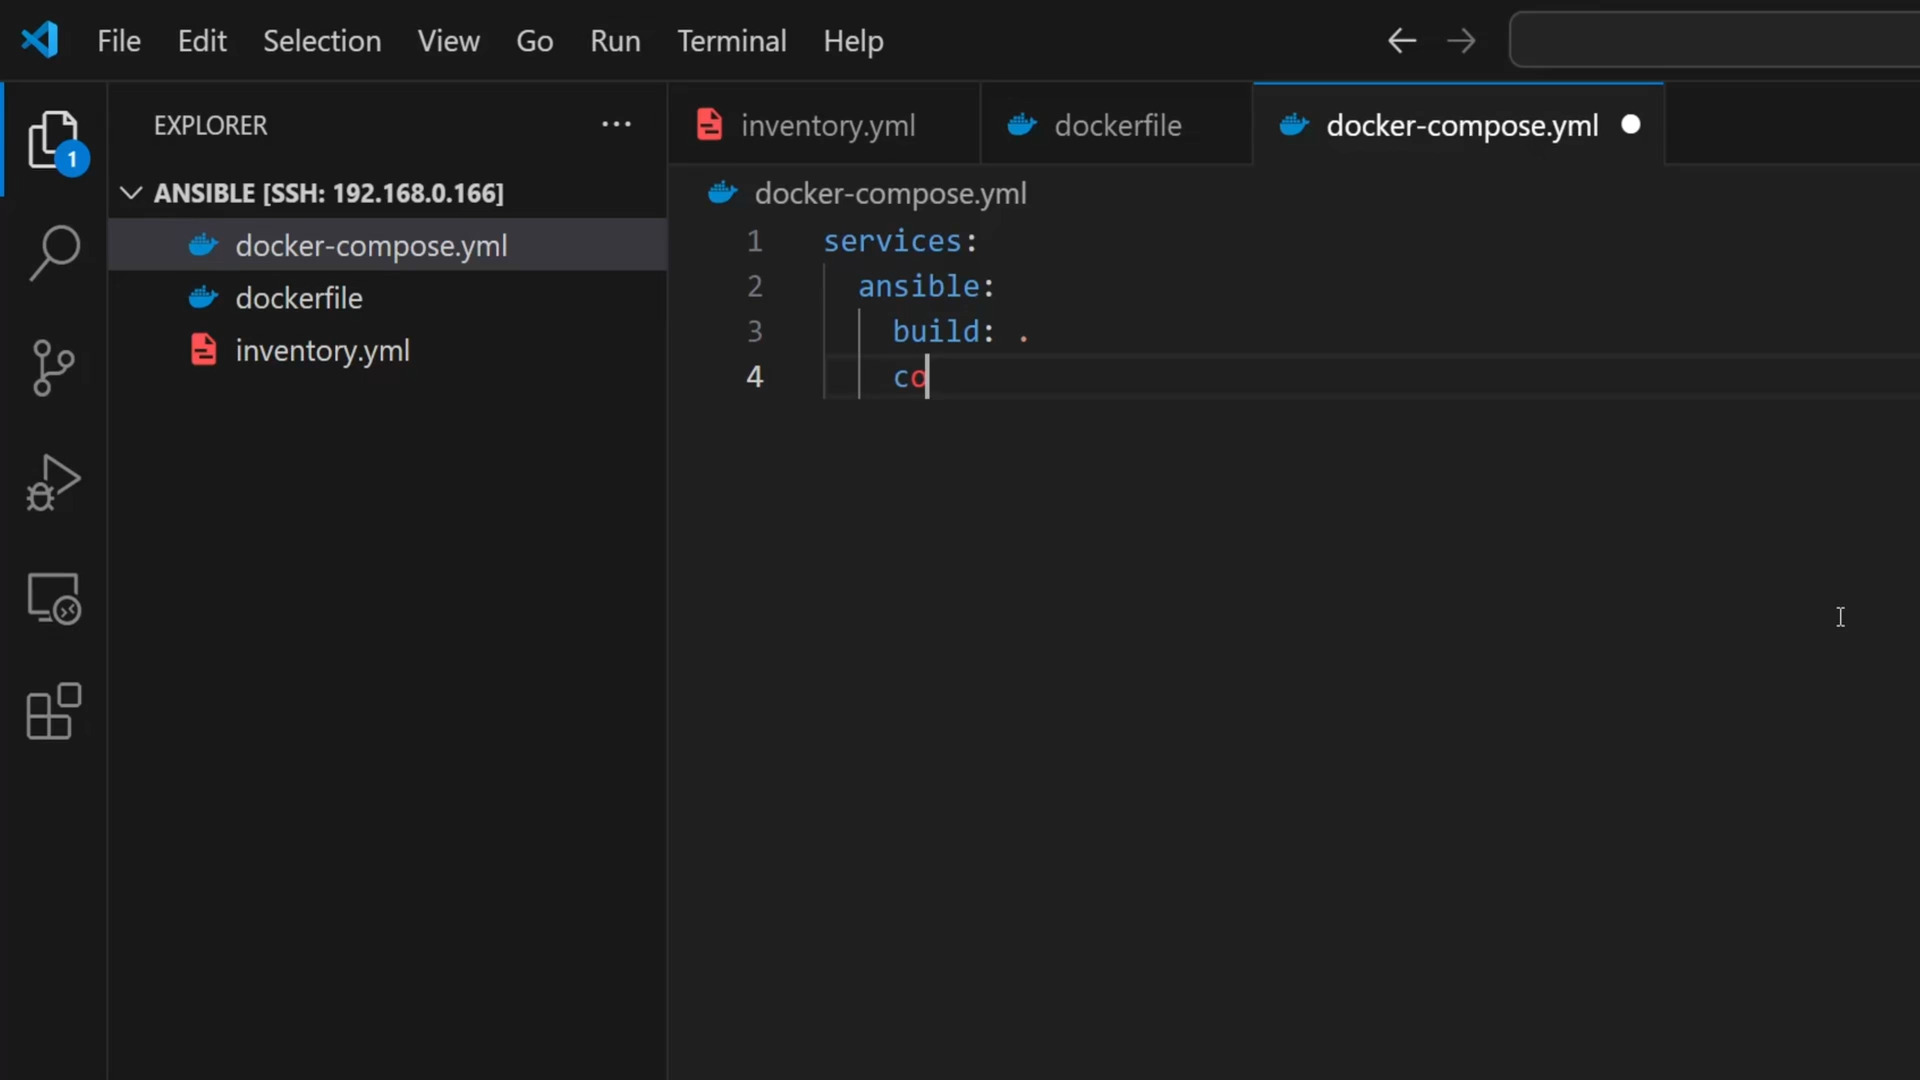 File Edit Selection View Go Run Terminal Help
EXPLORER ...
1
ANSIBLE [SSH: 192.168.0.166]
docker-compose.yml
dockerfile
inventory.yml
inventory.yml dockerfile docker-compose.yml
docker-compose.yml
1 services:
2 ansible:
3 build: .
4 co